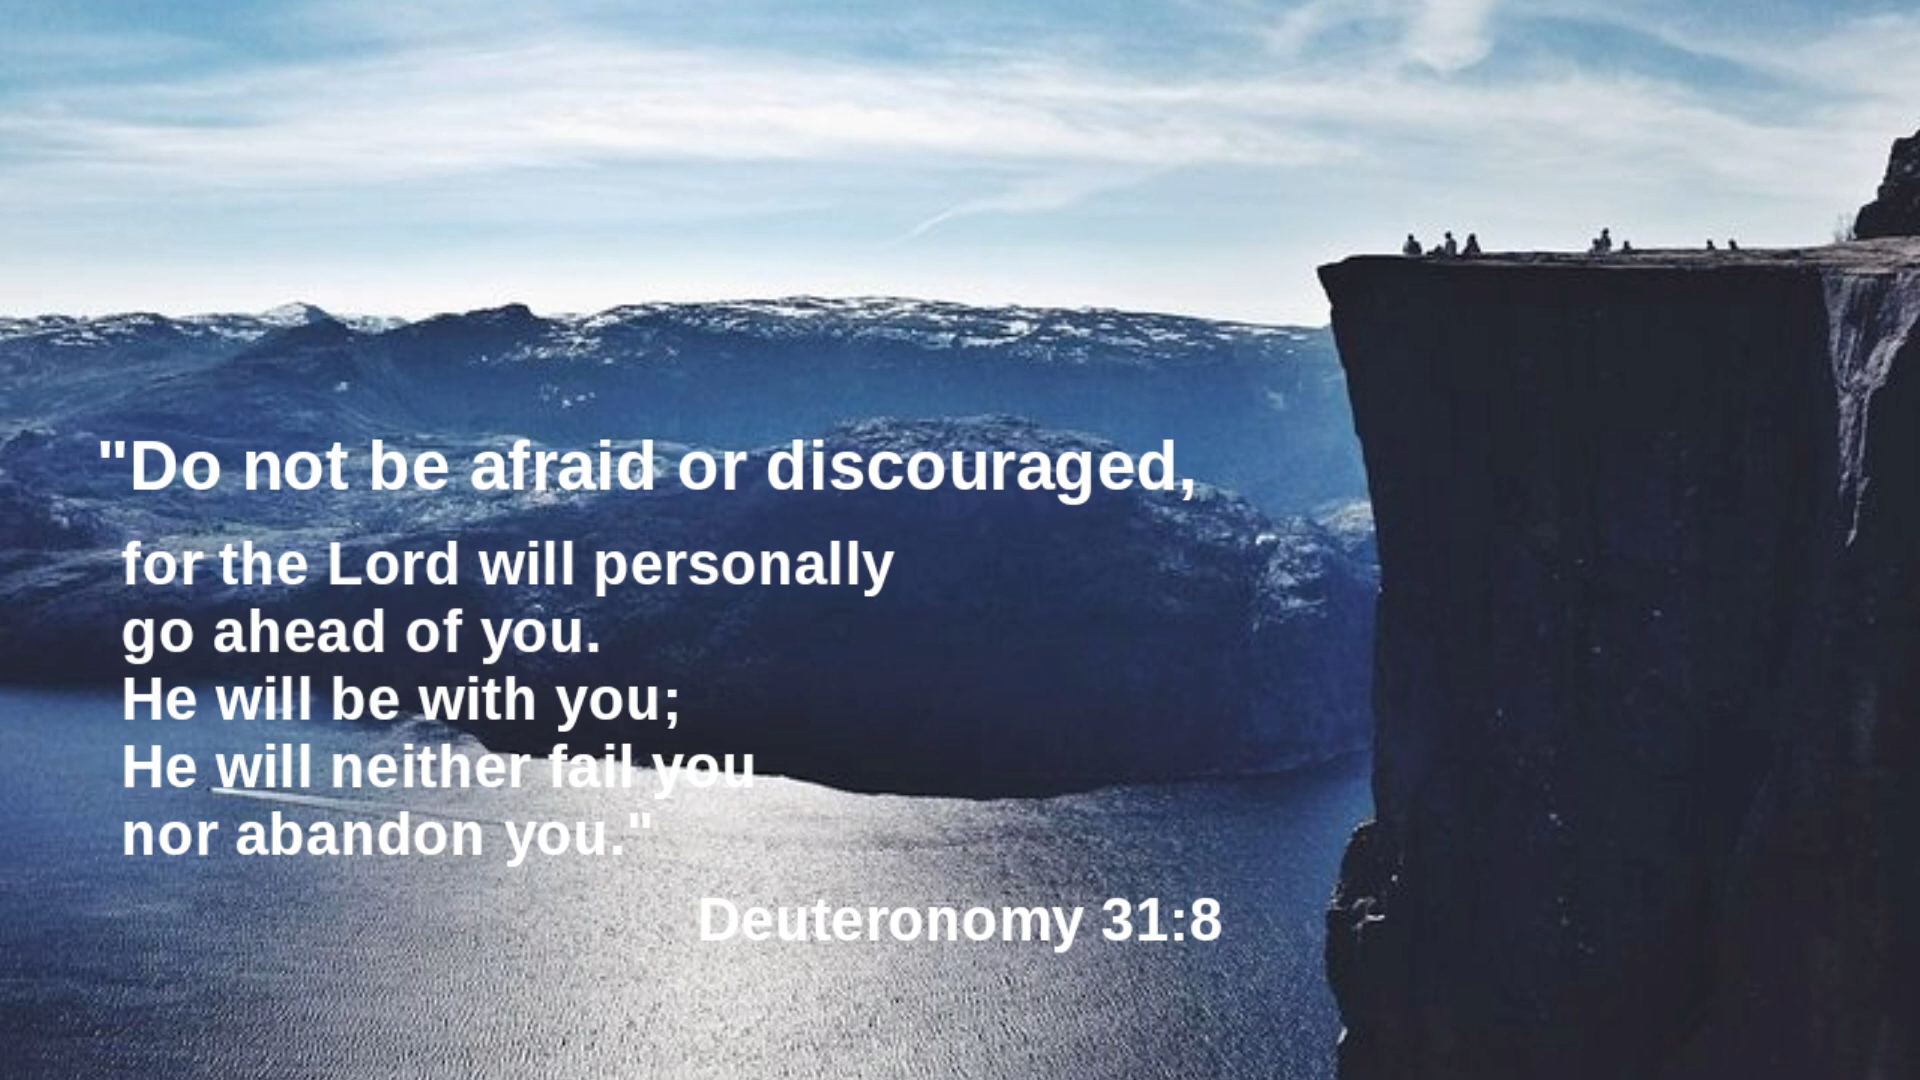 "Do not be afraid or discouraged,
for the Lord will personally
go ahead of you.
He will be with you;
He will neither fail you
nor abandon you."
Deuteronomy 31:8